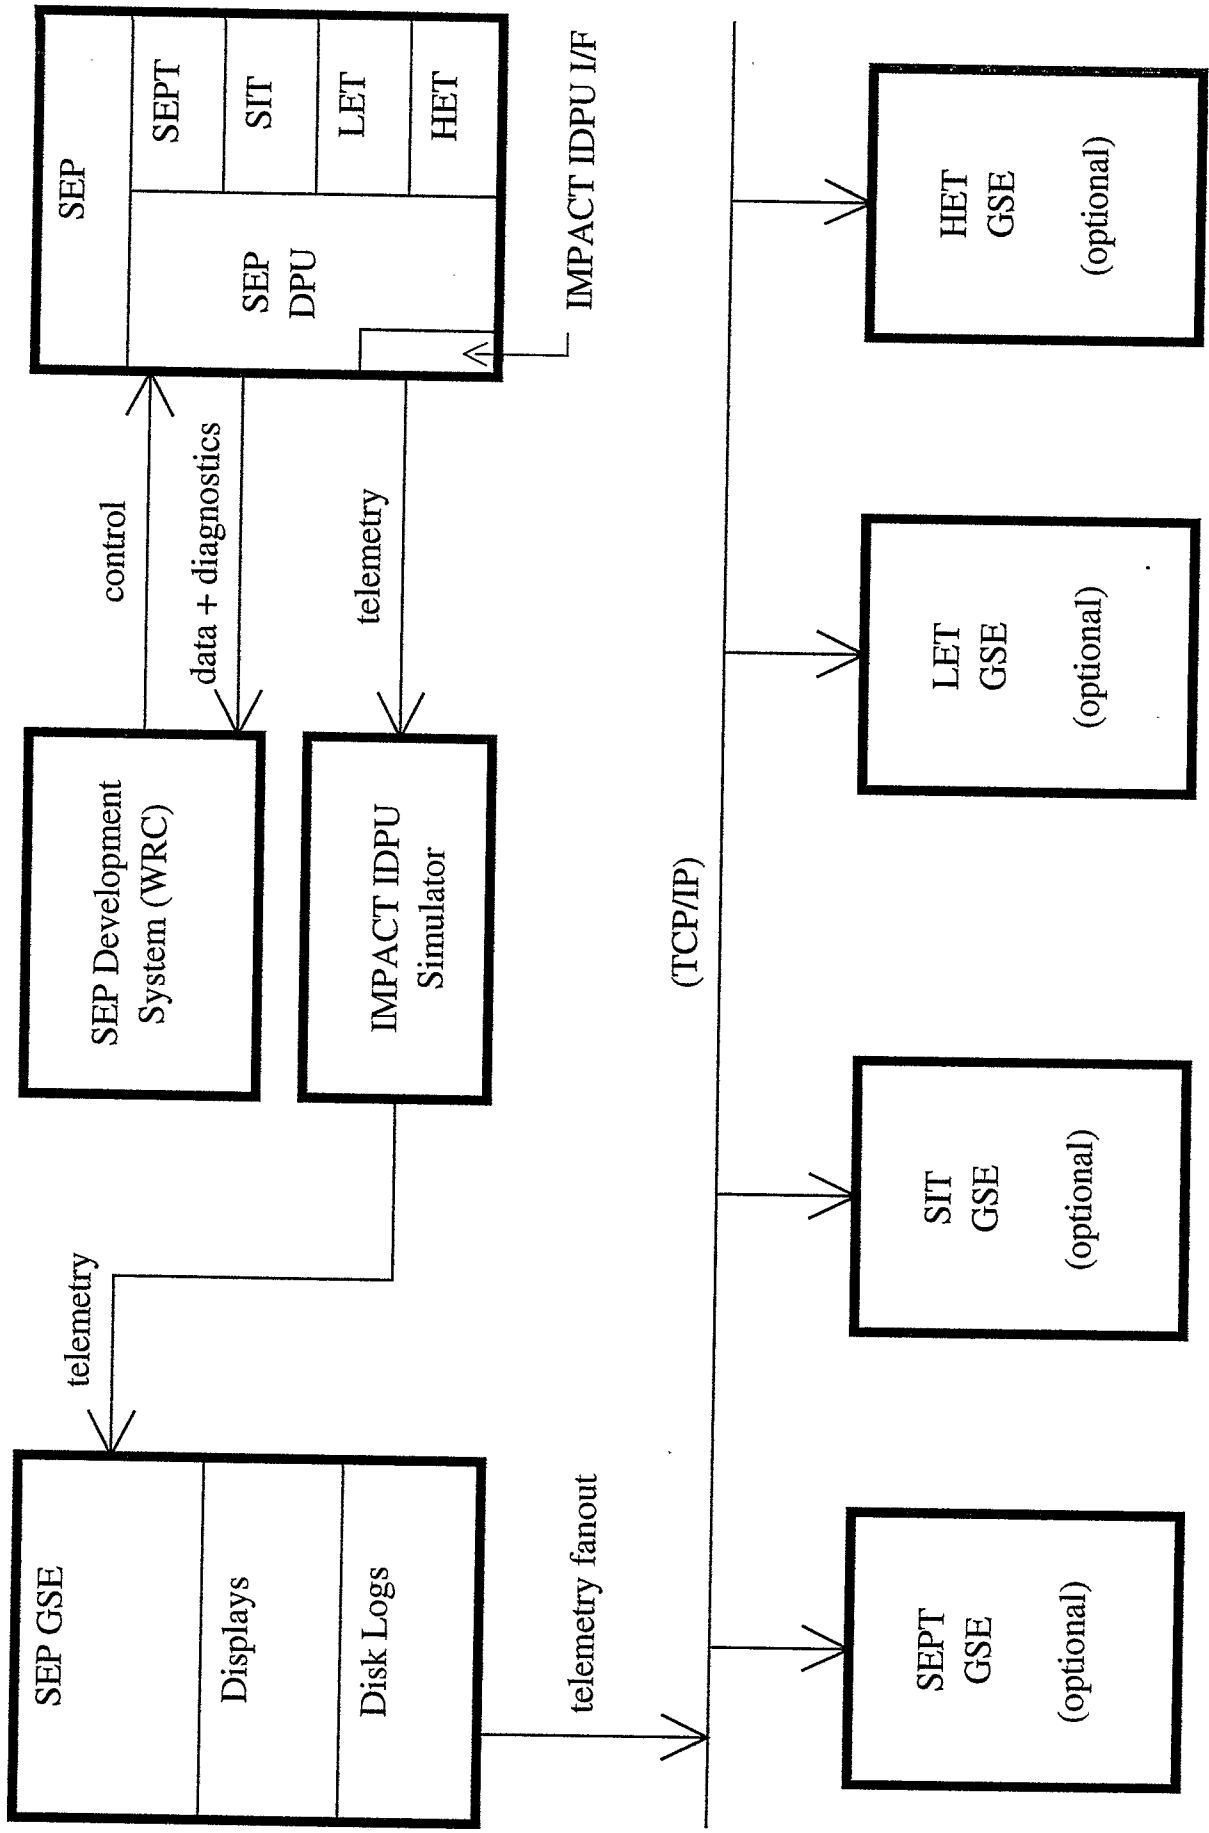 SEP GSE
Displays
Disk Logs
telemetry
SEP Development
System (WRC)
IMPACT IDPU
Simulator
control
data + diagnostics
telemetry
SEP
SEP
DPU
SEPT
SIT
LET
HET
IMPACT IDPU I/F
telemetry fanout
(TCP/IP)
SEPT
GSE
(optional)
SIT
GSE
(optional)
LET
GSE
(optional)
HET
GSE
(optional)